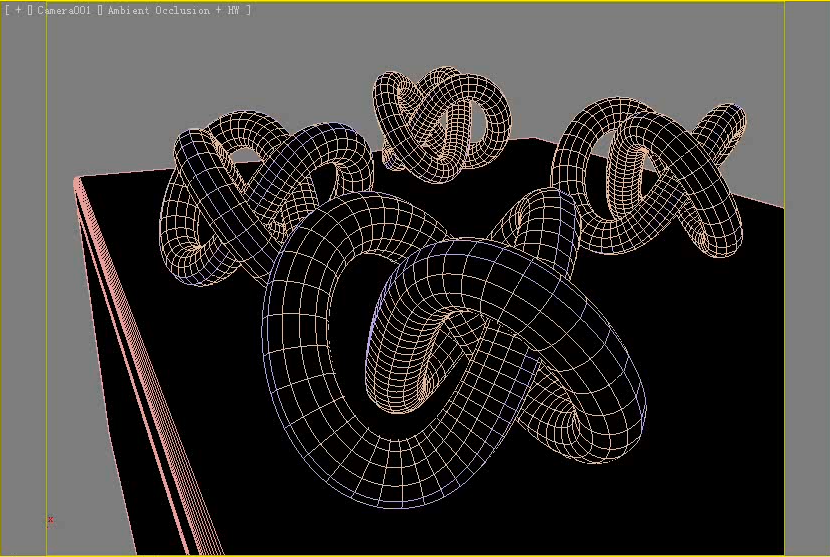 [ + [] Camera001 [] Ambient Occlusion + HW ]
x